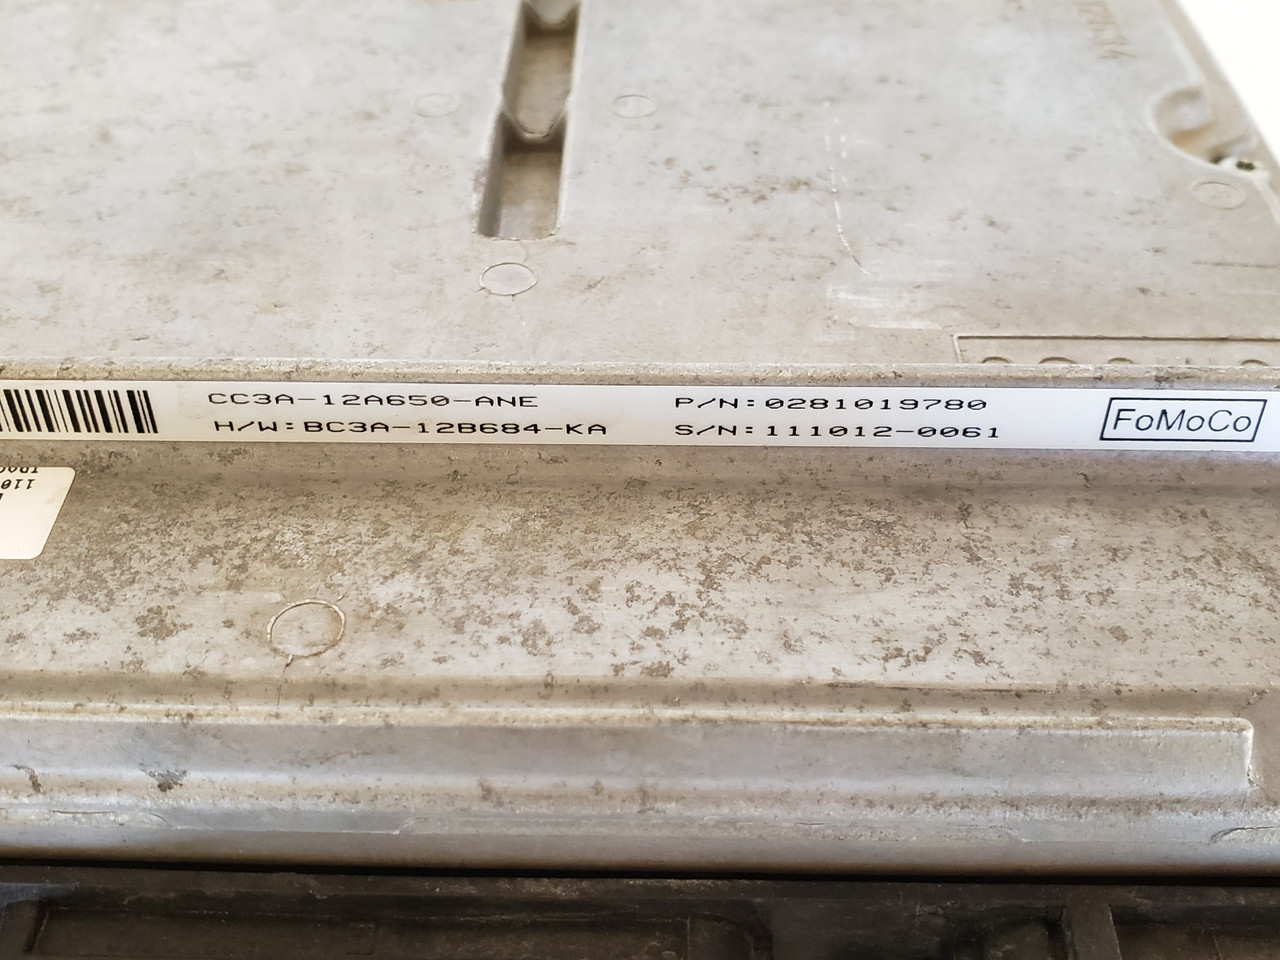 CC3A-12A650-ANE
H/W:BC3A-12B684-KA
P/N:0281019780
S/N:111012-0061
FoMoCo